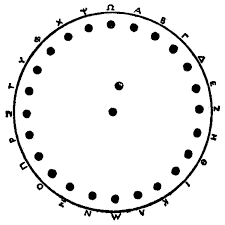 Α Β Γ Δ Ε Ζ Η Θ Ι Κ Λ Μ Ν Ξ Ο Π Ρ Σ Τ Υ Φ Χ Ψ Ω